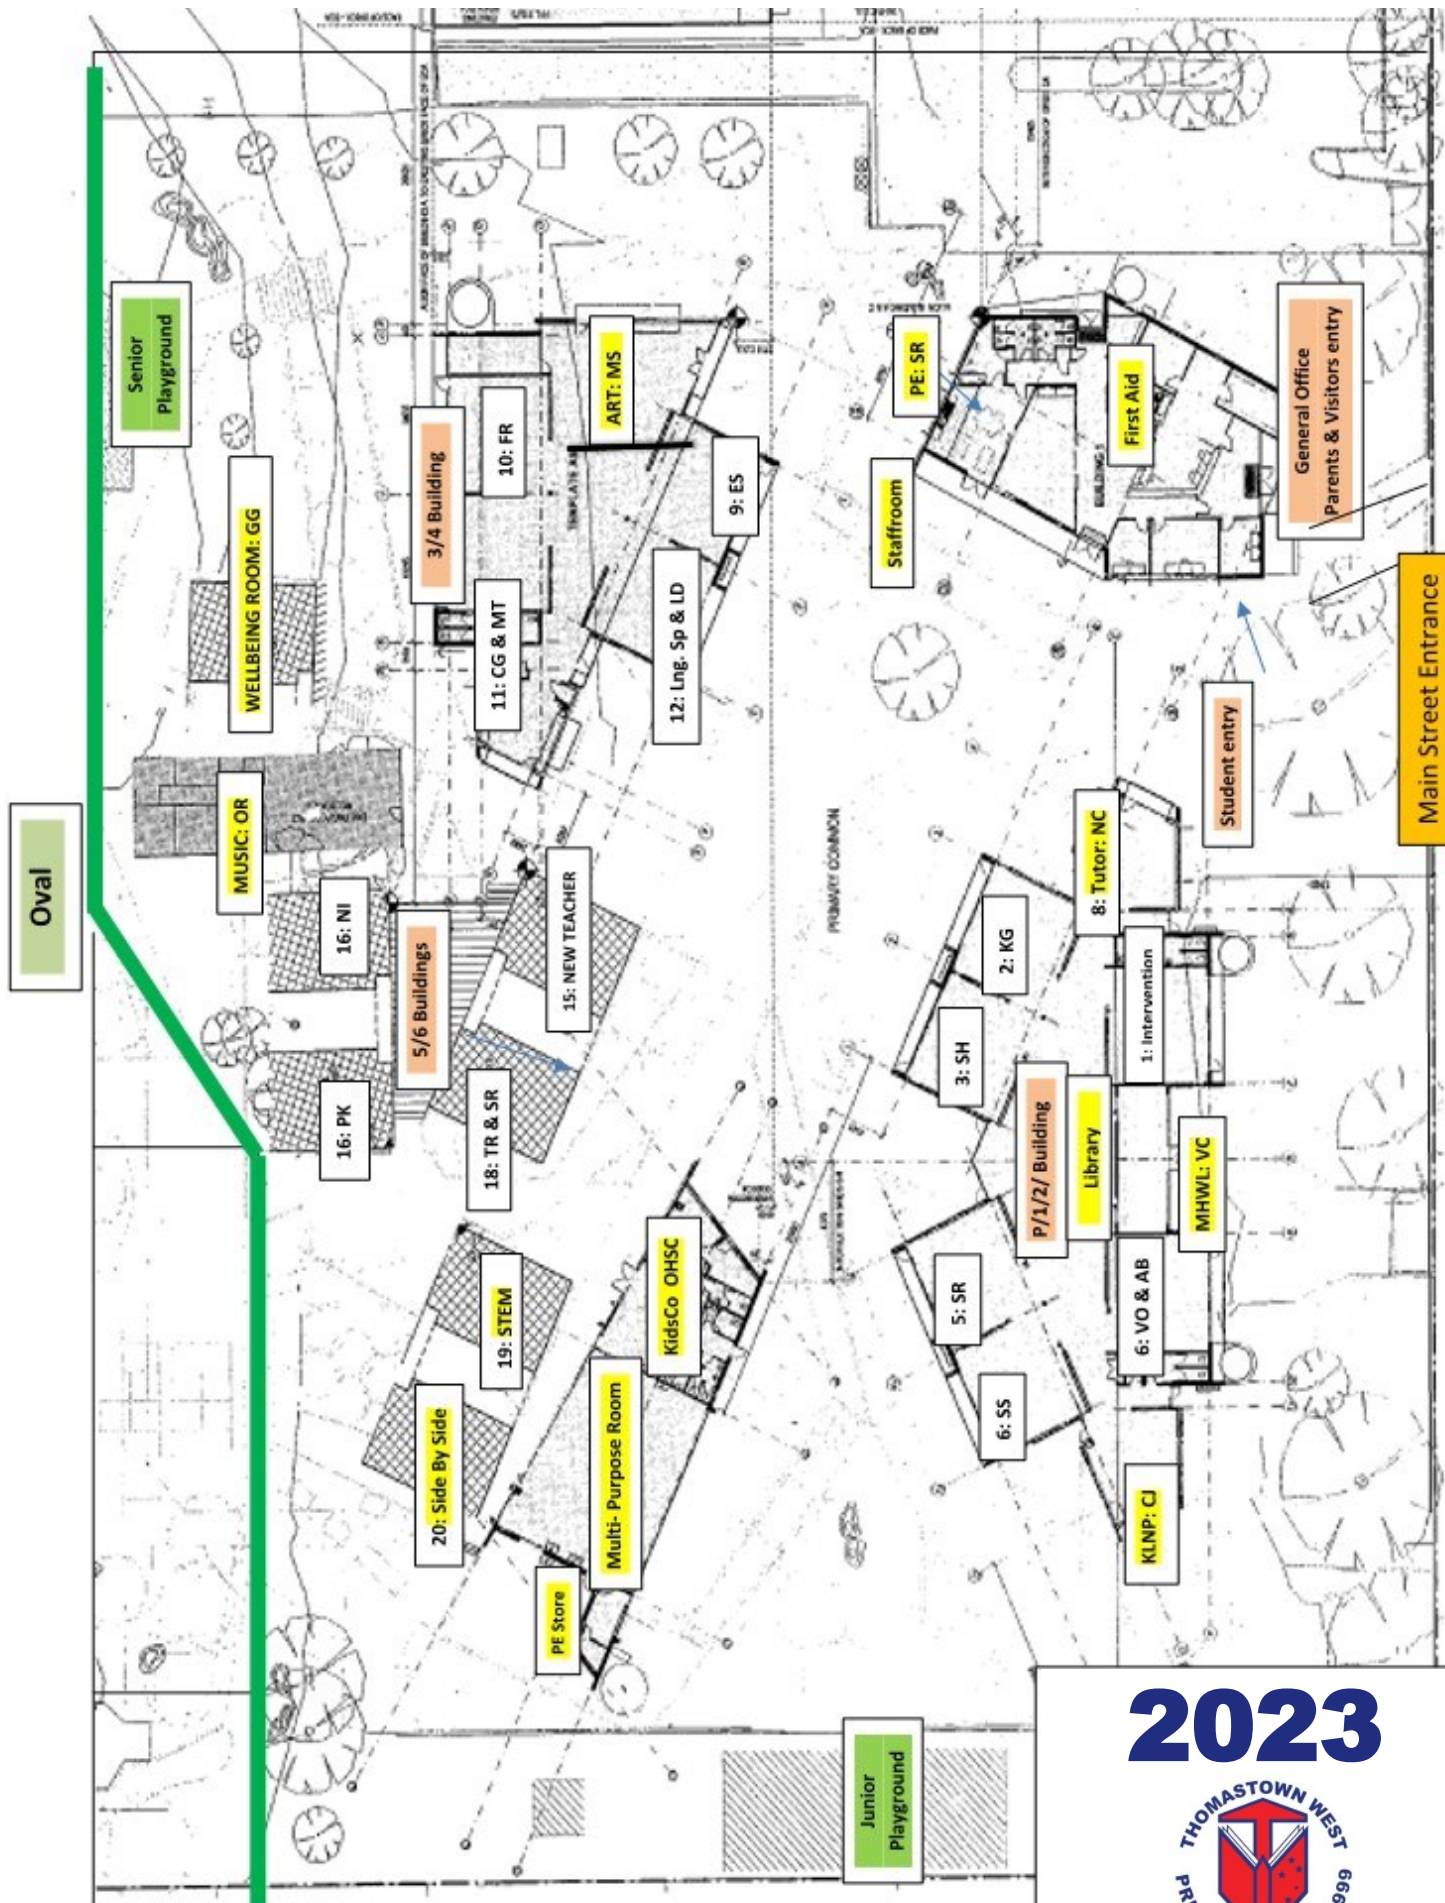 Oval
Senior
Playground
WELLBEING ROOM: GG
MUSIC: OR
3/4 Building
10: FR
11: CG & MT
ART: MS
9: ES
12: Lng. Sp & LD
16: NI
5/6 Buildings
16: PK
15: NEW TEACHER
18: TR & SR
19: STEM
20: Side By Side
KidsCo OHSC
Multi- Purpose Room
PE Store
PE: SR
Staffroom
First Aid
BUILDING 5
General Office
Parents & Visitors entry
Main Street Entrance
Student entry
PRIMARY COMMON
8: Tutor: NC
2: KG
3: SH
1: Intervention
P/1/2/ Building
Library
MHWL: VC
5: SR
6: VO & AB
6: SS
KLNP: CJ
Junior
Playground
2023
THOMASTOWN WEST